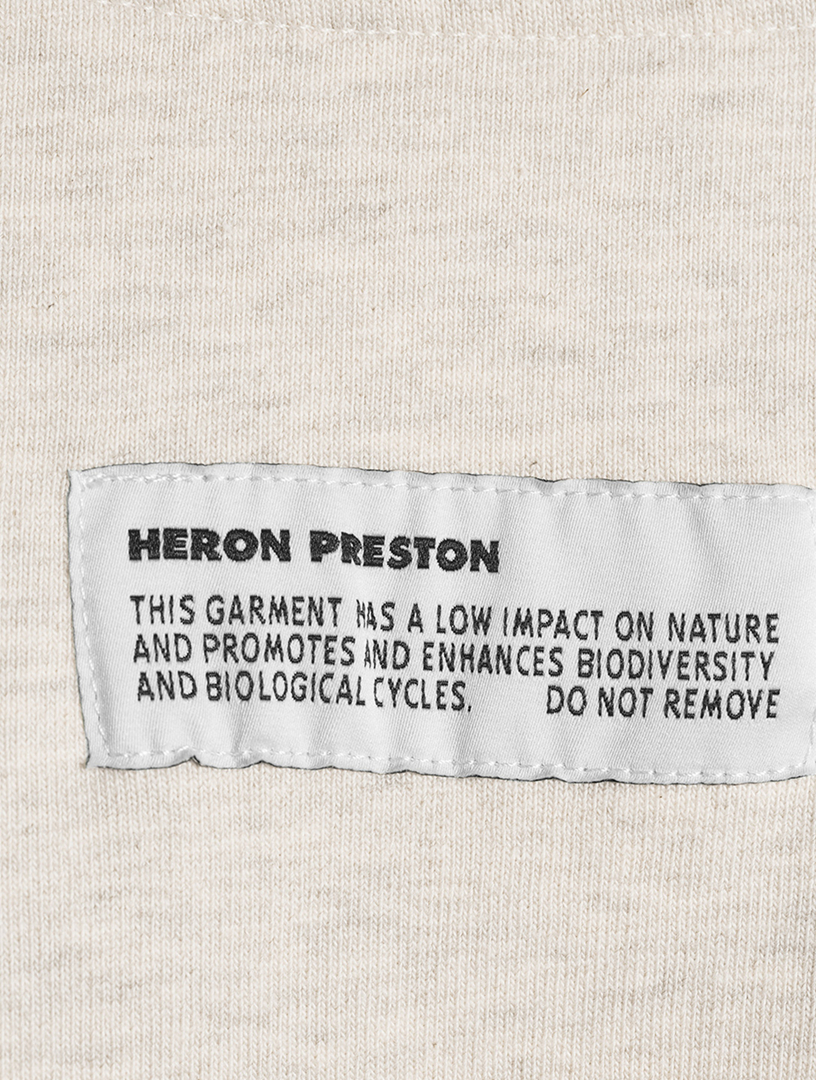 HERON PRESTON
THIS GARMENT HAS A LOW IMPACT ON NATURE
AND PROMOTES AND ENHANCES BIODIVERSITY
AND BIOLOGICAL CYCLES. DO NOT REMOVE